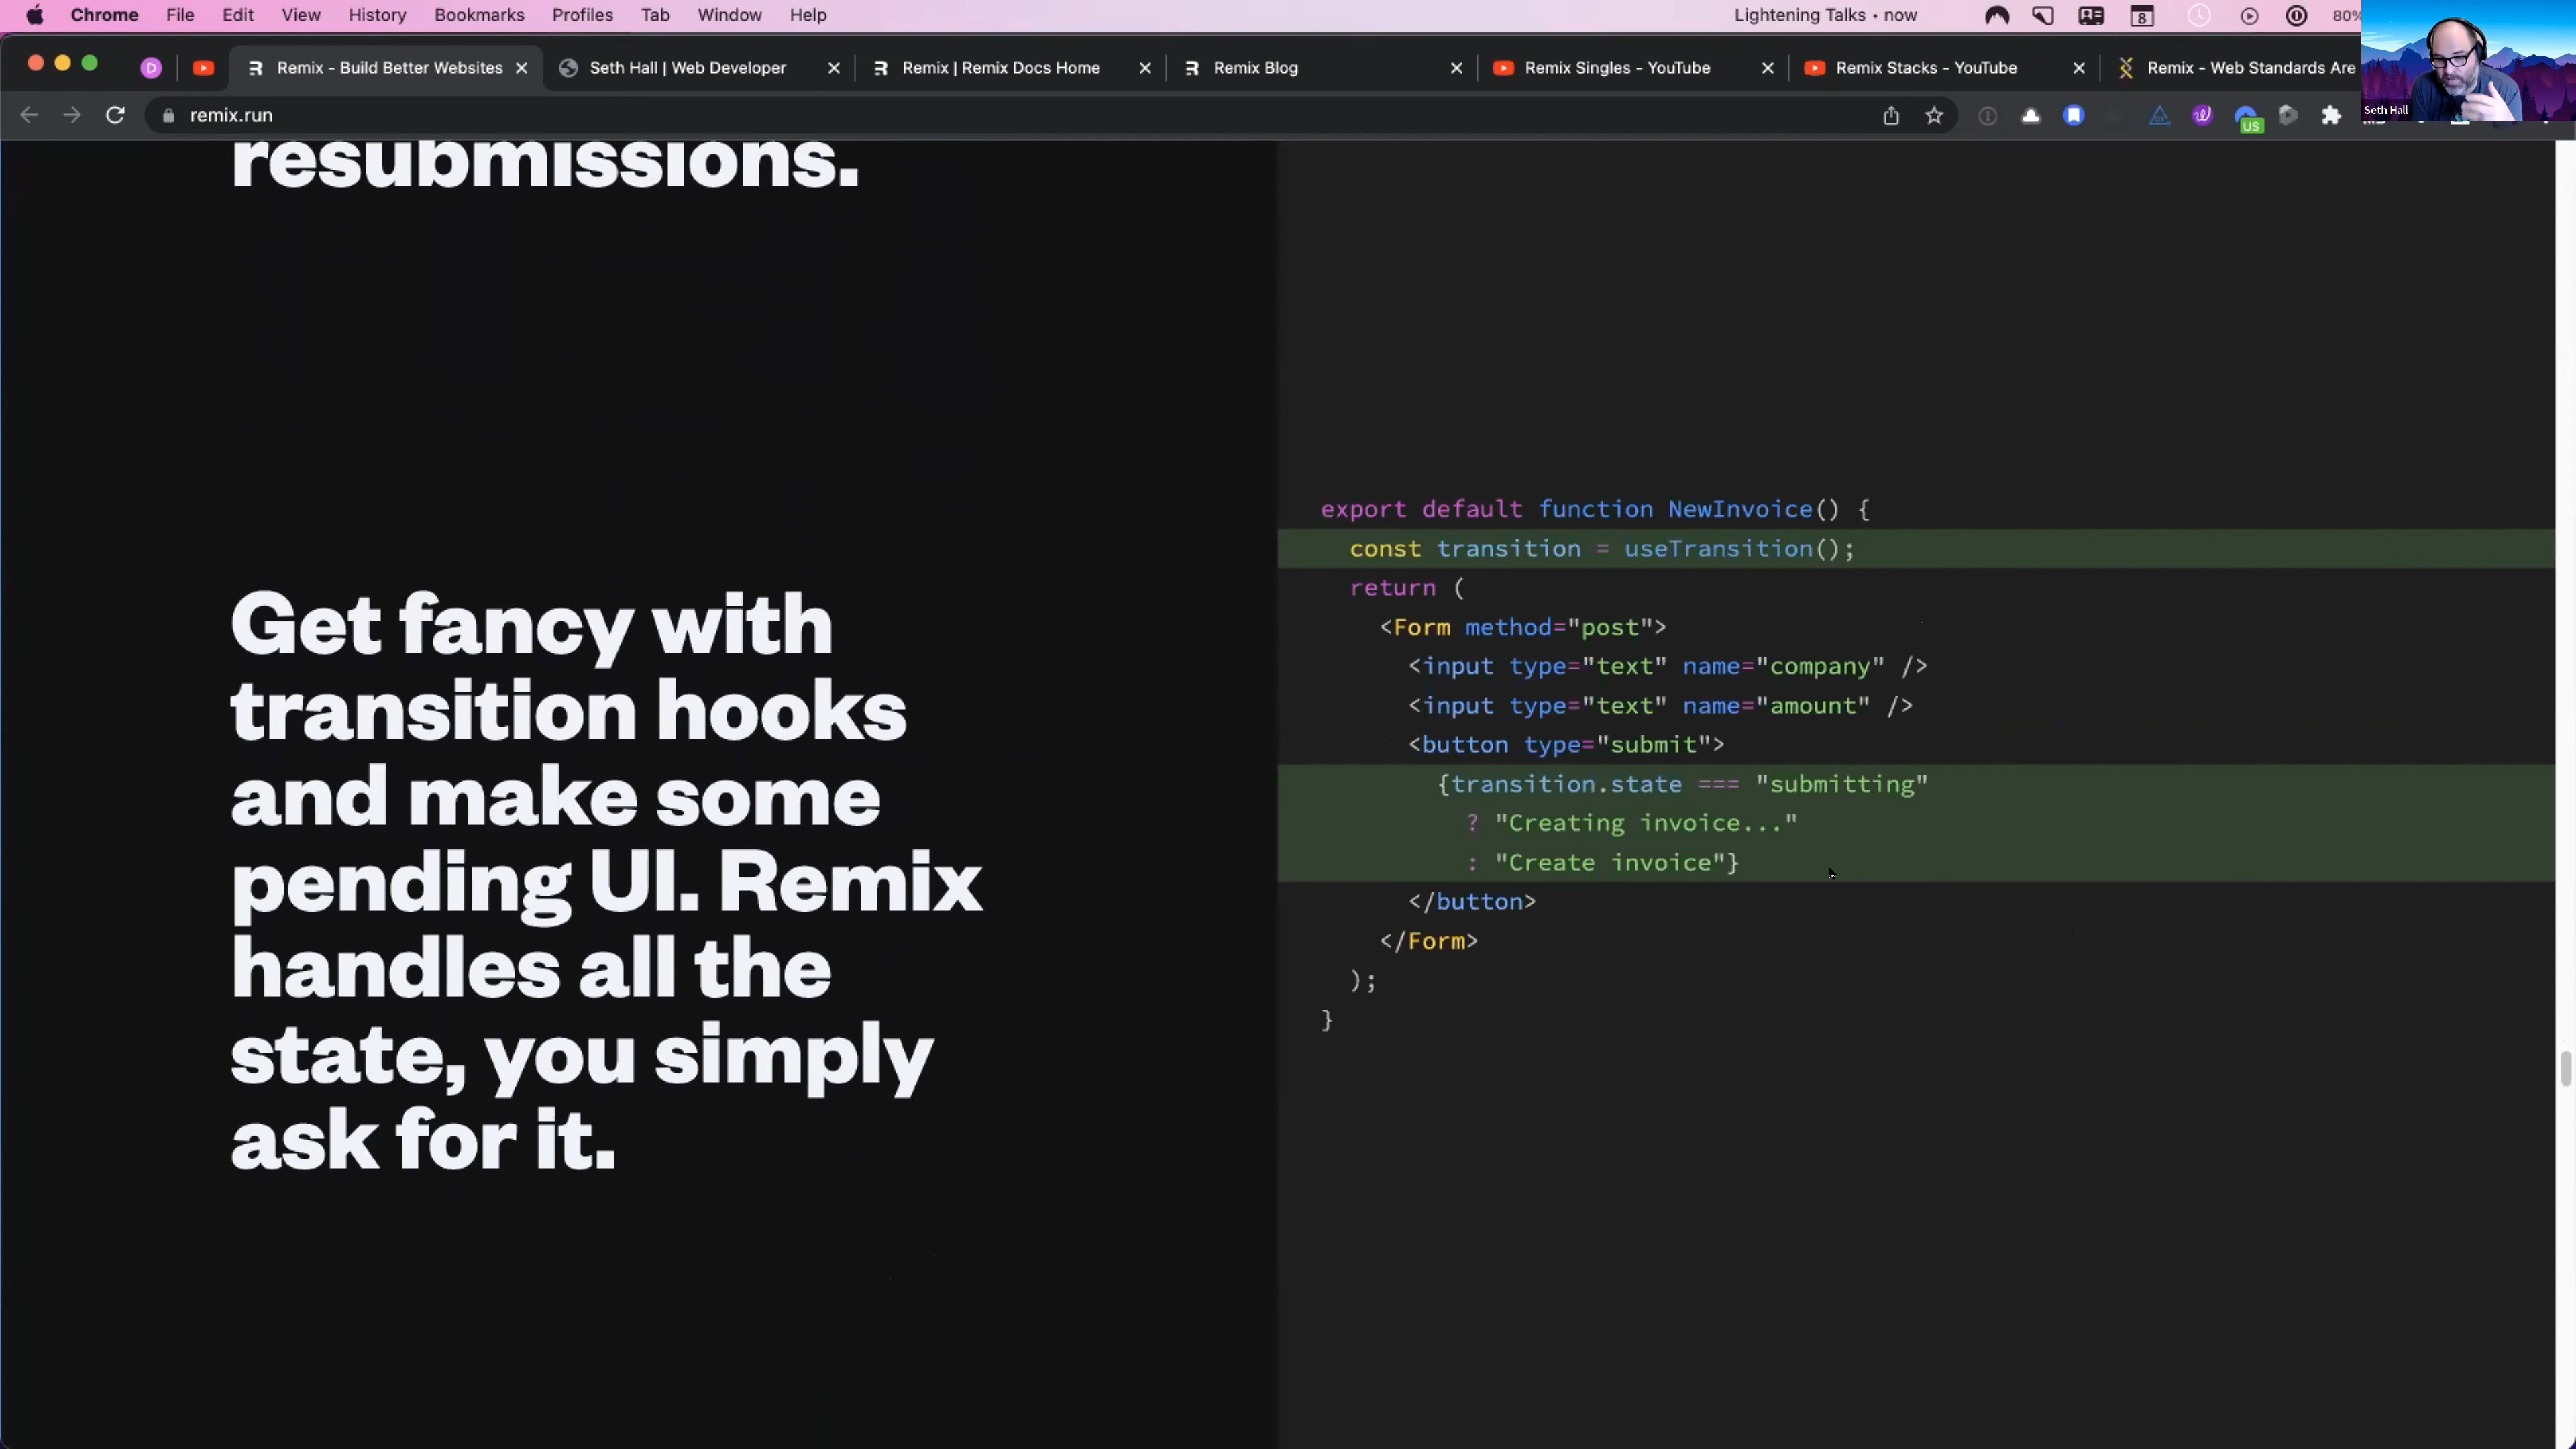 Chrome File Edit View History Bookmarks Profiles Tab Window Help Lightening Talks • now 8 80%
D Remix - Build Better Websites Seth Hall | Web Developer Remix | Remix Docs Home Remix Blog Remix Singles - YouTube Remix Stacks - YouTube Remix - Web Standards Are
Seth Hall
remix.run
US
resubmissions.
Get fancy with
transition hooks
and make some
pending UI. Remix
handles all the
state, you simply
ask for it.
export default function NewInvoice() {
  const transition = useTransition();
  return (
    <Form method="post">
      <input type="text" name="company" />
      <input type="text" name="amount" />
      <button type="submit">
        {transition.state === "submitting"
          ? "Creating invoice..."
          : "Create invoice"}
      </button>
    </Form>
  );
}